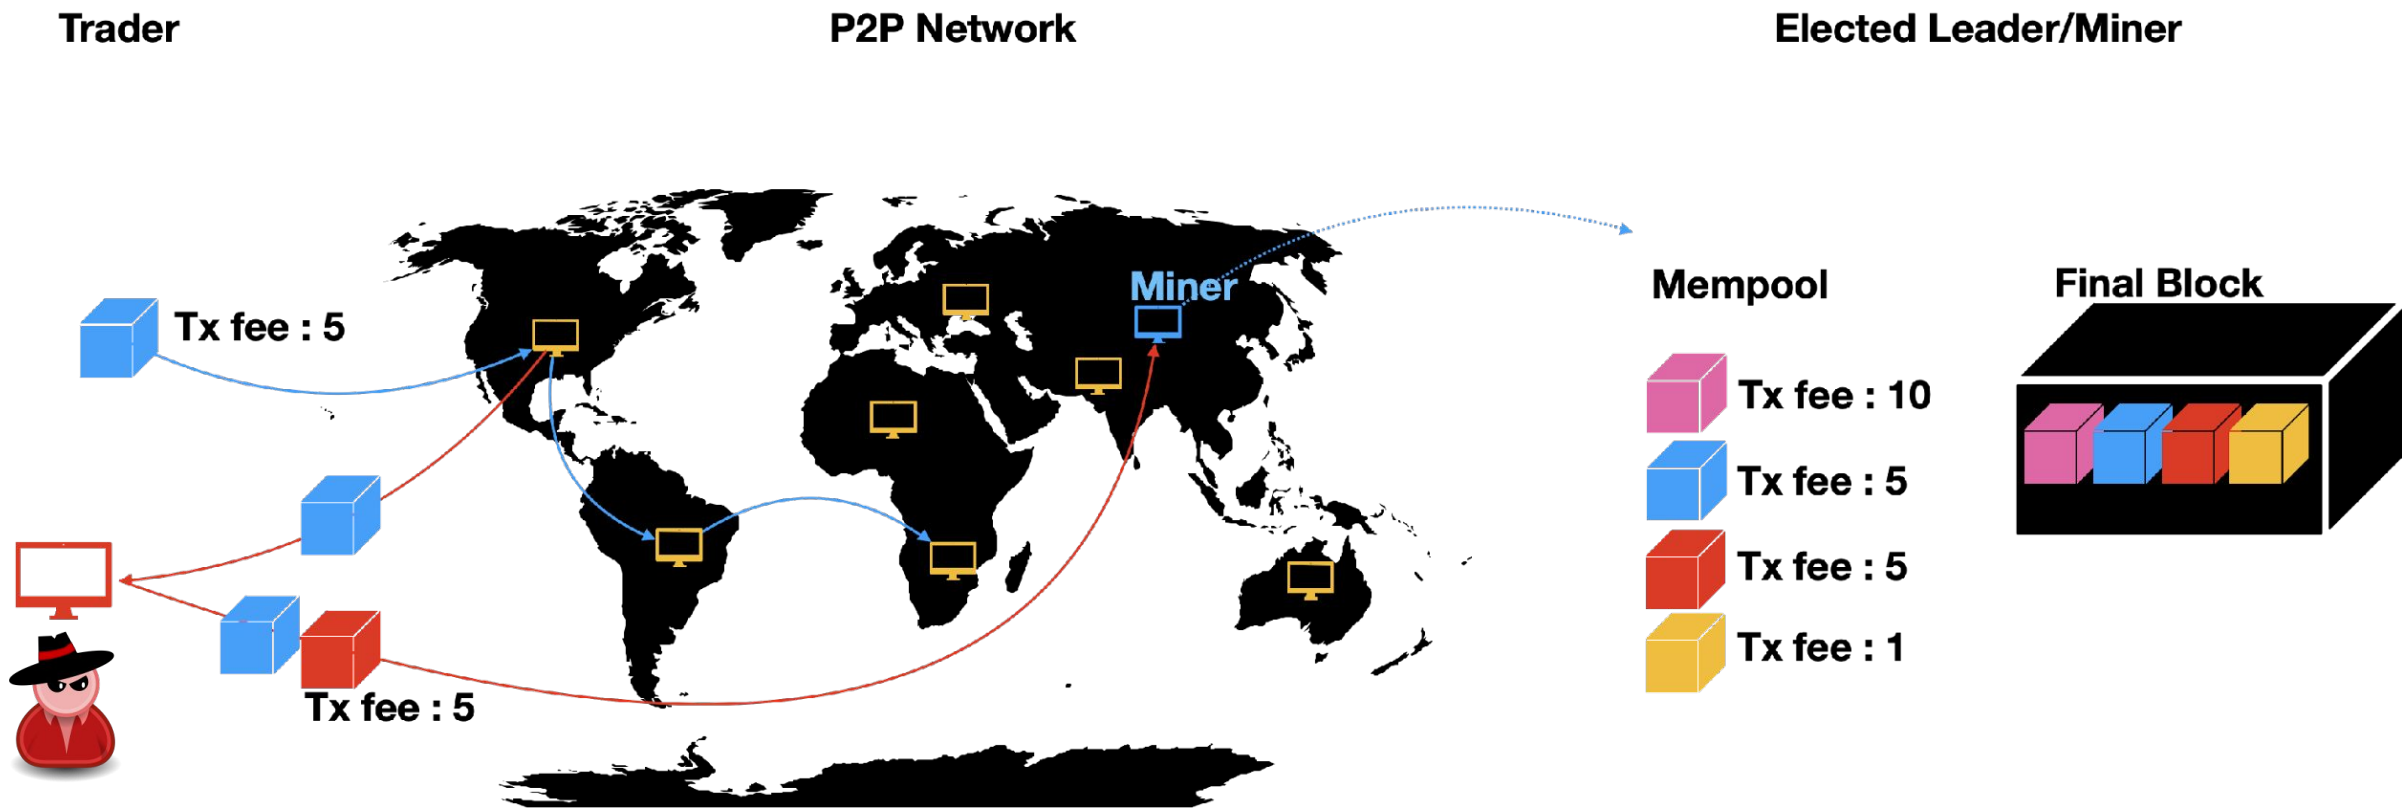 Trader
P2P Network
Elected Leader/Miner
Tx fee : 5
Tx fee : 5
Miner
Mempool
Tx fee : 10
Tx fee : 5
Tx fee : 5
Tx fee : 1
Final Block